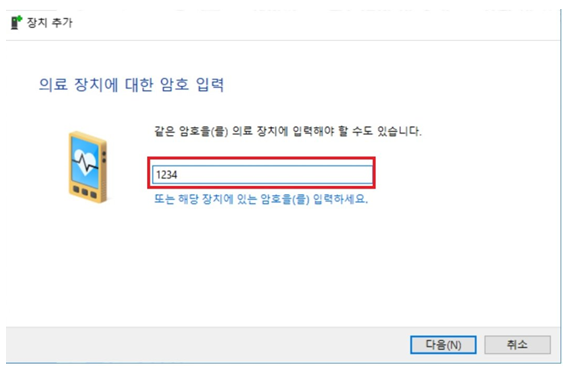 장치 추가
의료 장치에 대한 암호 입력
같은 암호을(를) 의료 장치에 입력해야 할 수도 있습니다.
1234
또는 해당 장치에 있는 암호을(를) 입력하세요.
다음(N)
취소